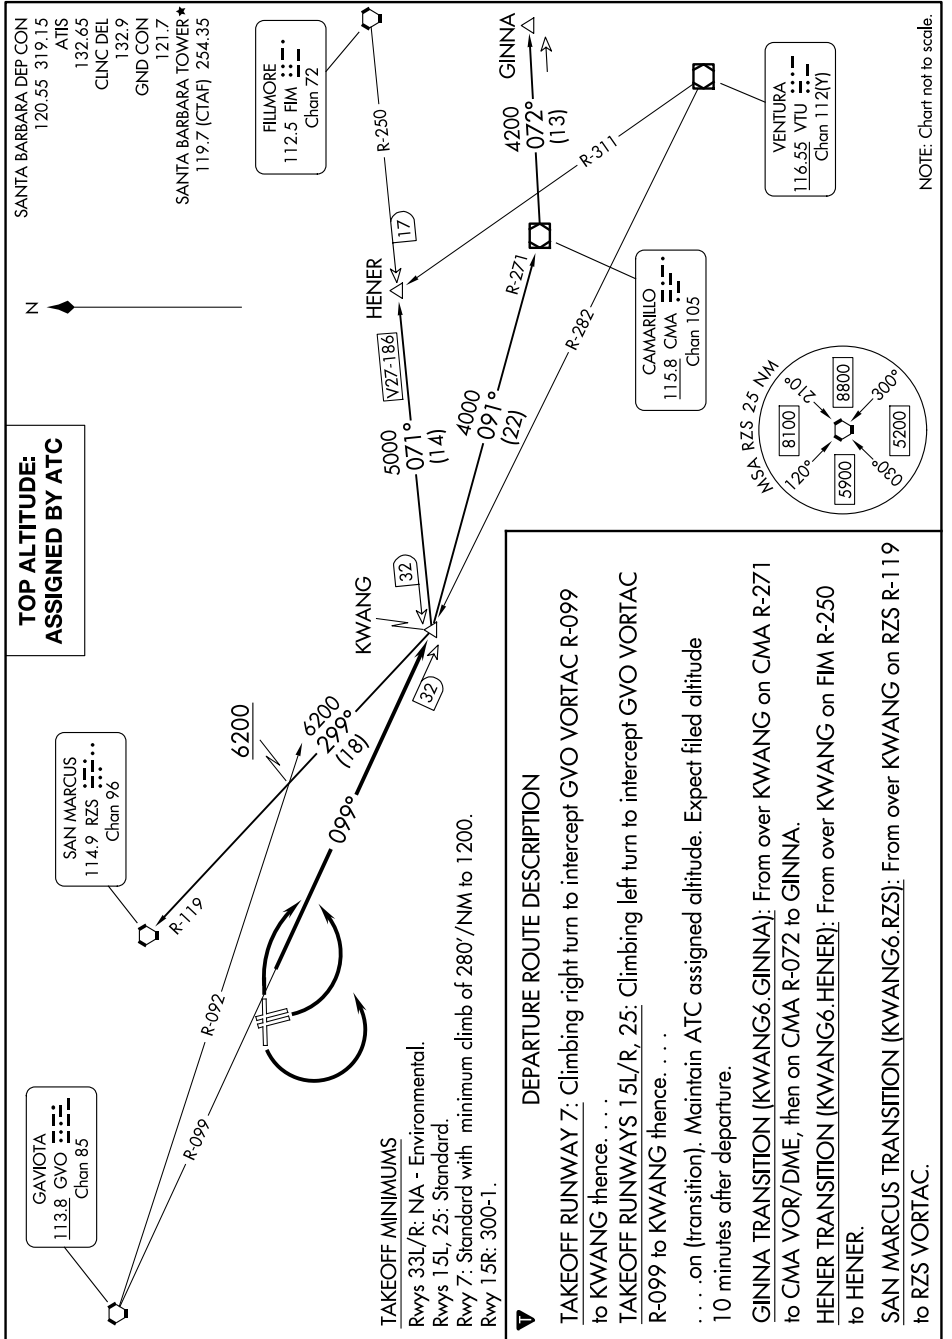 TOP ALTITUDE:
ASSIGNED BY ATC
SANTA BARBARA DEP CON
120.55 319.15
ATIS
132.65
CLNC DEL
132.9
GND CON
121.7
SANTA BARBARA TOWER★
119.7 (CTAF) 254.35
N
GAVIOTA
113.8 GVO
Chan 85
SAN MARCUS
114.9 RZS
Chan 96
FILLMORE
112.5 FIM
Chan 72
R-119
R-092
R-099
6200
6200
299°
(18)
099°
KWANG
32
32
5000
071°
(14)
V27-186
HENER
17
R-250
4000
091°
(22)
R-271
4200
072°
(13)
GINNA
R-311
R-282
CAMARILLO
115.8 CMA
Chan 105
VENTURA
116.55 VTU
Chan 112(Y)
MSA RZS 25 NM
120°
210°
300°
030°
8100
8800
5200
5900
NOTE: Chart not to scale.
TAKEOFF MINIMUMS
Rwys 33L/R: NA - Environmental.
Rwys 15L, 25: Standard.
Rwy 7: Standard with minimum climb of 280'/NM to 1200.
Rwy 15R: 300-1.
T
DEPARTURE ROUTE DESCRIPTION
TAKEOFF RUNWAY 7: Climbing right turn to intercept GVO VORTAC R-099
to KWANG thence. . . .
TAKEOFF RUNWAYS 15L/R, 25: Climbing left turn to intercept GVO VORTAC
R-099 to KWANG thence. . . .
. . . .on (transition). Maintain ATC assigned altitude. Expect filed altitude
10 minutes after departure.
GINNA TRANSITION (KWANG6.GINNA): From over KWANG on CMA R-271
to CMA VOR/DME, then on CMA R-072 to GINNA.
HENER TRANSITION (KWANG6.HENER): From over KWANG on FIM R-250
to HENER.
SAN MARCUS TRANSITION (KWANG6.RZS): From over KWANG on RZS R-119
to RZS VORTAC.